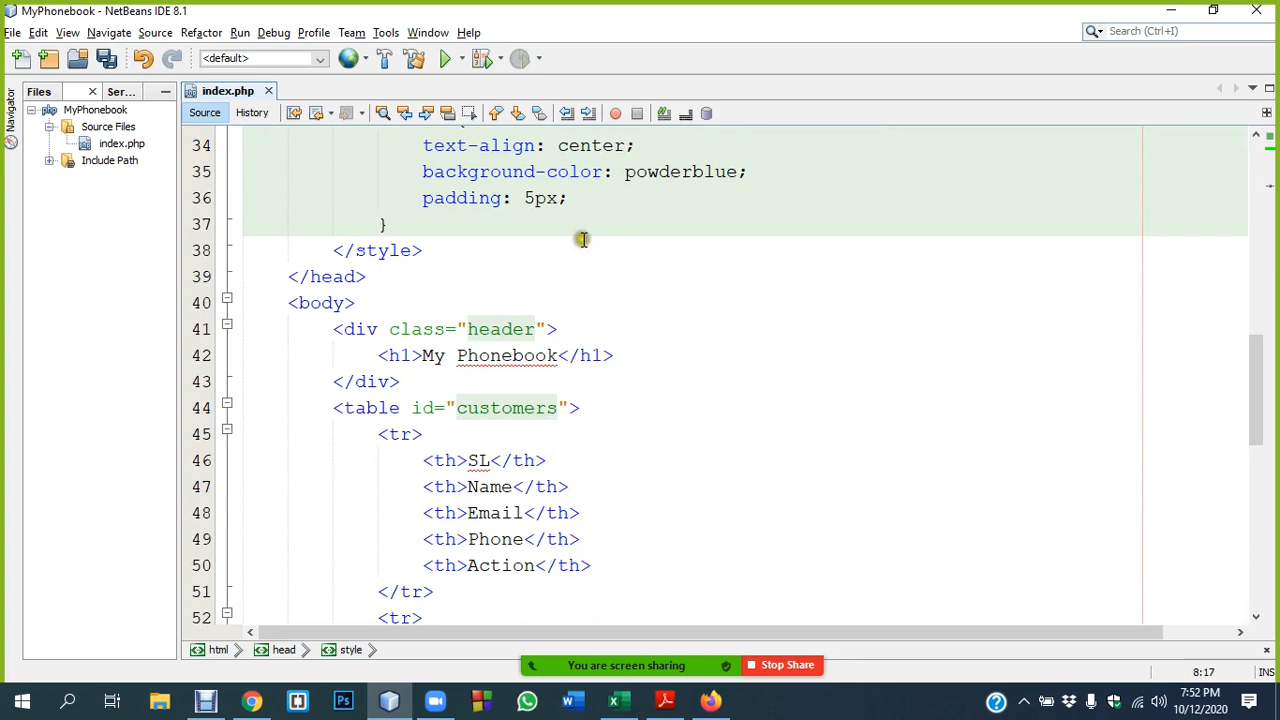 MyPhonebook - NetBeans IDE 8.1
File Edit View Navigate Source Refactor Run Debug Profile Team Tools Window Help
Search (Ctrl+I)
<default>
Files
Ser...
index.php
Navigator
MyPhonebook
Source Files
index.php
Include Path
Source History
34 text-align: center;
35 background-color: powderblue;
36 padding: 5px;
37 }
38 </style>
39 </head>
40 <body>
41 <div class="header">
42 <h1>My Phonebook</h1>
43 </div>
44 <table id="customers">
45 <tr>
46 <th>SL</th>
47 <th>Name</th>
48 <th>Email</th>
49 <th>Phone</th>
50 <th>Action</th>
51 </tr>
52 <tr>
html head style
You are screen sharing Stop Share
8:17 INS
7:52 PM
10/12/2020